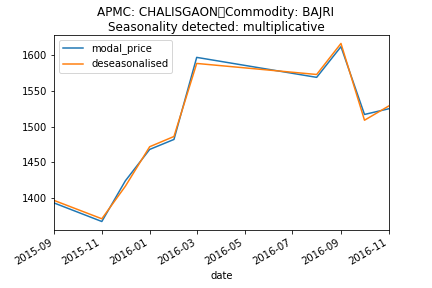 APMC: CHALISGAON Commodity: BAJRI
Seasonality detected: multiplicative
modal_price
deseasonalised
1600
1550
1500
1450
1400
2015-09
2015-11
2016-01
2016-03
2016-05
2016-07
2016-09
2016-11
date